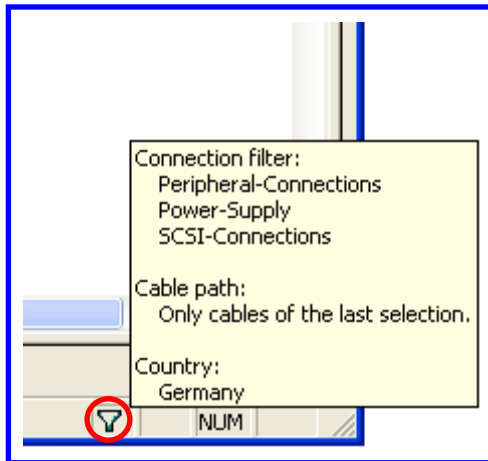 Connection filter:
Peripheral-Connections
Power-Supply
SCSI-Connections
Cable path:
Only cables of the last selection.
Country:
Germany
NUM